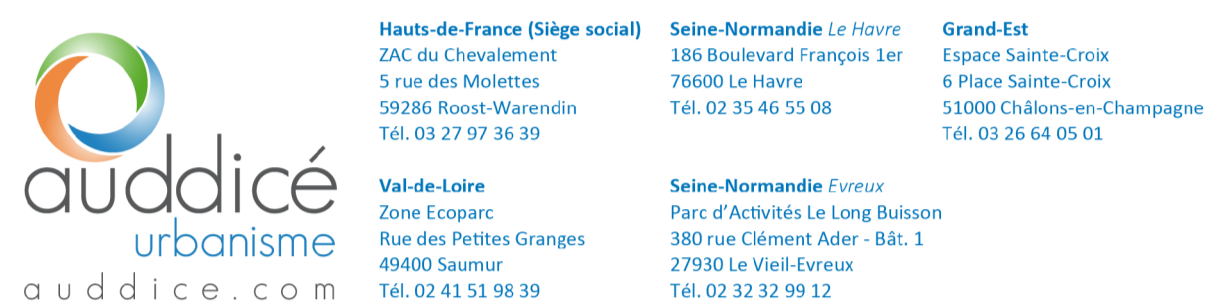 auddicé
urbanisme
auddice.com
Hauts-de-France (Siège social)
ZAC du Chevalement
5 rue des Molettes
59286 Roost-Warendin
Tél. 03 27 97 36 39
Seine-Normandie Le Havre
186 Boulevard François 1er
76600 Le Havre
Tél. 02 35 46 55 08
Grand-Est
Espace Sainte-Croix
6 Place Sainte-Croix
51000 Châlons-en-Champagne
Tél. 03 26 64 05 01
Val-de-Loire
Zone Ecoparc
Rue des Petites Granges
49400 Saumur
Tél. 02 41 51 98 39
Seine-Normandie Evreux
Parc d’Activités Le Long Buisson
380 rue Clément Ader - Bât. 1
27930 Le Vieil-Evreux
Tél. 02 32 32 99 12